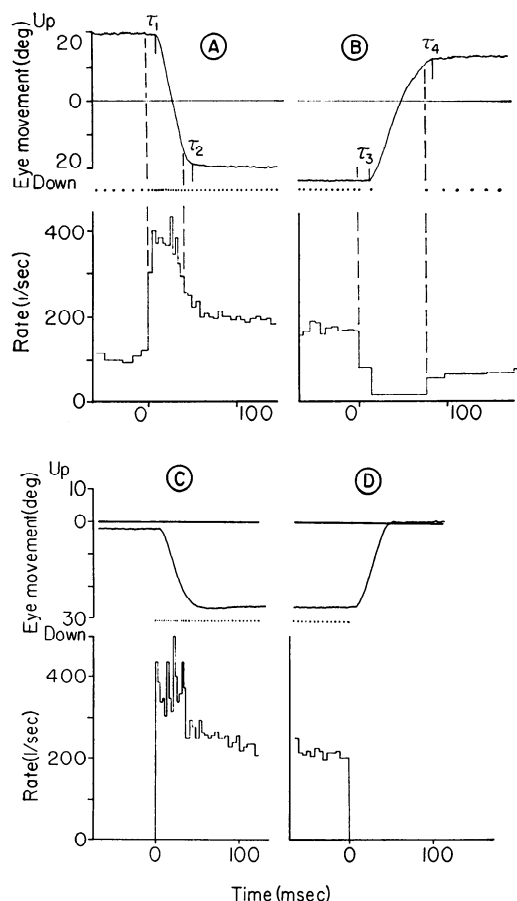 Up
20
0
20
Down
Eye movement(deg)
τ1
τ2
A
B
τ3
τ4
400
200
0
Rate(1/sec)
0
100
0
100
Up
10
0
30
Down
Eye movement(deg)
C
D
400
200
0
Rate(1/sec)
0
100
0
100
Time (msec)